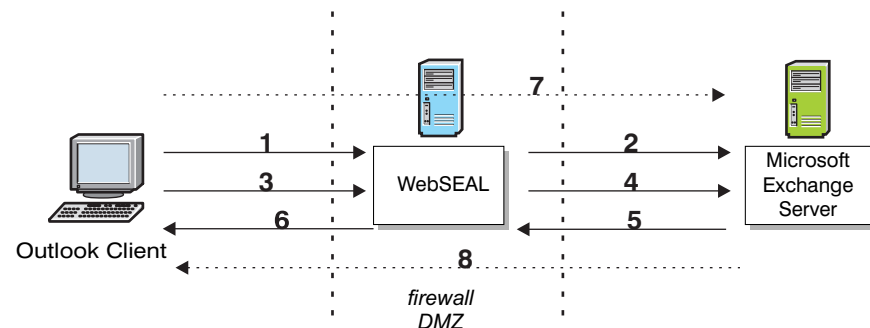 7
1
2
3
4
WebSEAL
Microsoft
Exchange
Server
6
5
Outlook Client
8
firewall
DMZ